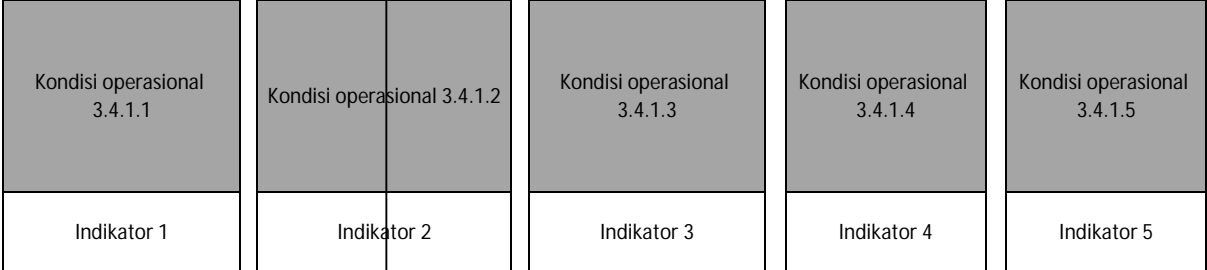 Kondisi operasional
3.4.1.1
Kondisi operasional 3.4.1.2
Kondisi operasional
3.4.1.3
Kondisi operasional
3.4.1.4
Kondisi operasional
3.4.1.5
Indikator 1
Indikator 2
Indikator 3
Indikator 4
Indikator 5